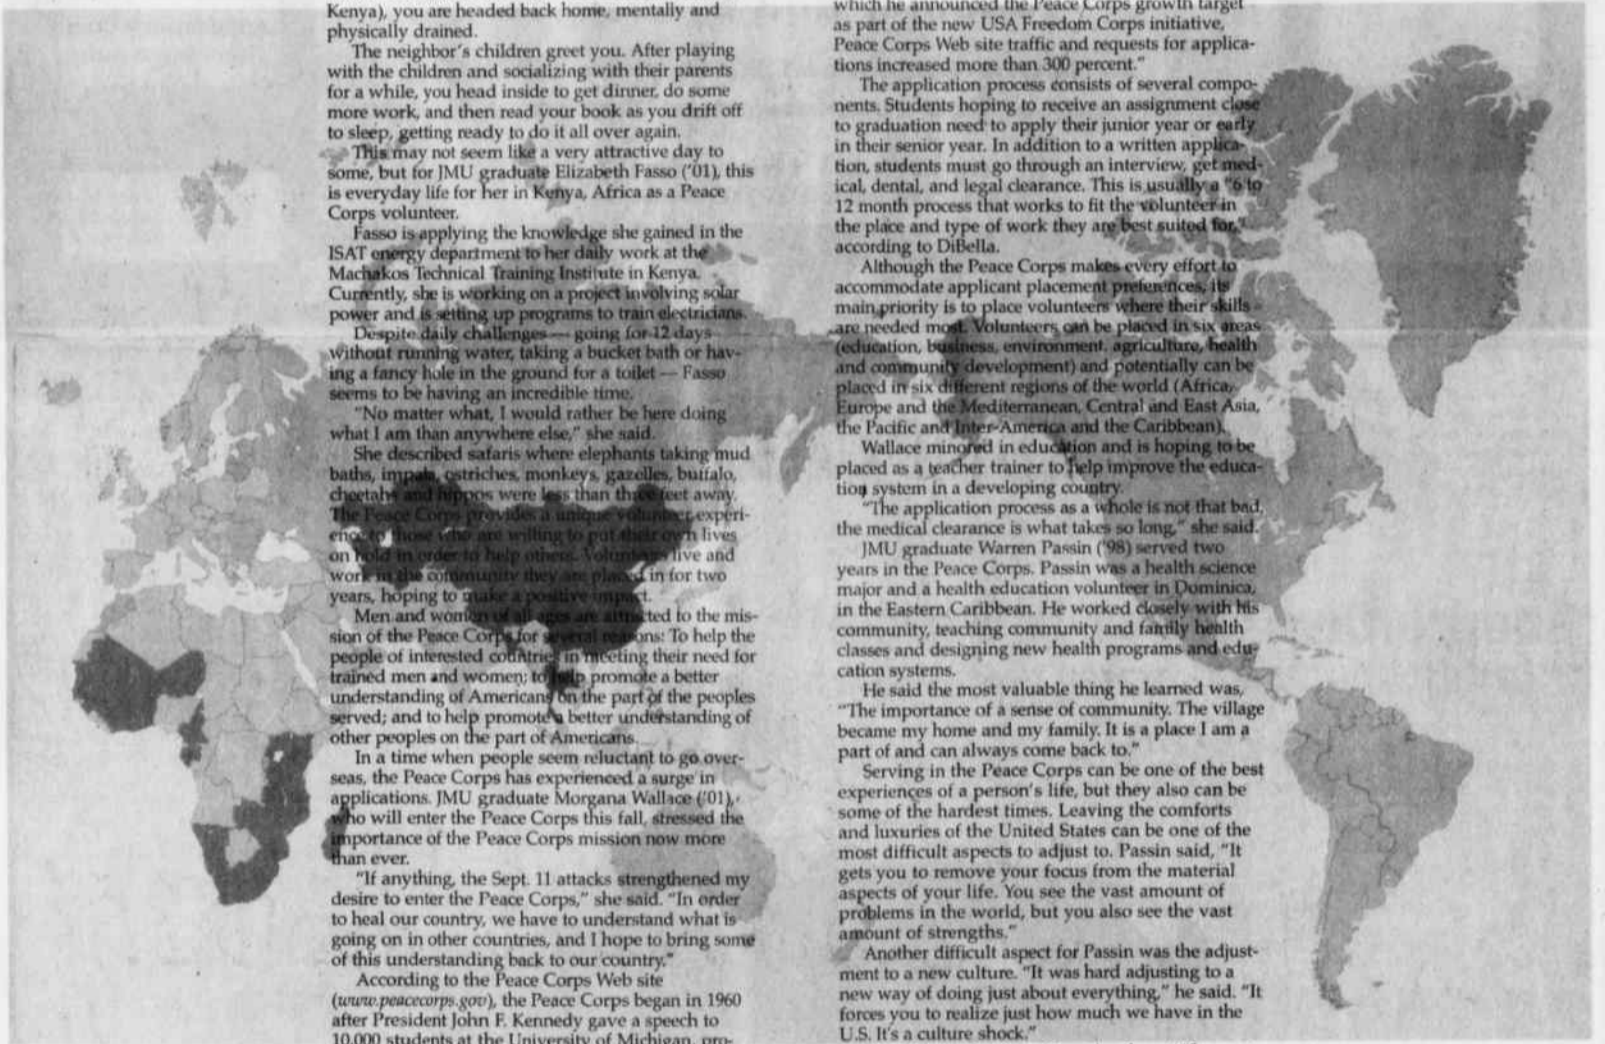 Kenya), you are headed back home, mentally and
physically drained.
The neighbor's children greet you. After playing
with the children and socializing with their parents
for a while, you head inside to get dinner, do some
more work, and then read your book as you drift off
to sleep, getting ready to do it all over again.
This may not seem like a very attractive day to
some, but for JMU graduate Elizabeth Fasso ('01), this
is everyday life for her in Kenya, Africa as a Peace
Corps volunteer.
Fasso is applying the knowledge she gained in the
ISAT energy department to her daily work at the
Machakos Technical Training Institute in Kenya.
Currently, she is working on a project involving solar
power and is setting up programs to train electricians.
Despite daily challenges — going for 12 days
without running water, taking a bucket bath or hav-
ing a fancy hole in the ground for a toilet — Fasso
seems to be having an incredible time.
"No matter what, I would rather be here doing
what I am than anywhere else," she said.
She described safaris where elephants taking mud
baths, impala, ostriches, monkeys, gazelles, buffalo,
cheetahs and hippos were less than three feet away.
The Peace Corps provides a unique volunteer experi-
ence to those who are willing to put their own lives
on hold in order to help others. Volunteers live and
work in the community they are placed in for two
years, hoping to make a positive impact.
Men and women of all ages are attracted to the mis-
sion of the Peace Corps for several reasons: To help the
people of interested countries in meeting their need for
trained men and women; to help promote a better
understanding of Americans on the part of the peoples
served; and to help promote a better understanding of
other peoples on the part of Americans.
In a time when people seem reluctant to go over-
seas, the Peace Corps has experienced a surge in
applications. JMU graduate Morgana Wallace ('01),
who will enter the Peace Corps this fall, stressed the
importance of the Peace Corps mission now more
than ever.
"If anything, the Sept. 11 attacks strengthened my
desire to enter the Peace Corps," she said. "In order
to heal our country, we have to understand what is
going on in other countries, and I hope to bring some
of this understanding back to our country."
According to the Peace Corps Web site
(www.peacecorps.gov), the Peace Corps began in 1960
after President John F. Kennedy gave a speech to
10,000 students at the University of Michigan, pro-
which he announced the Peace Corps growth target
as part of the new USA Freedom Corps initiative,
Peace Corps Web site traffic and requests for applica-
tions increased more than 300 percent."
The application process consists of several compo-
nents. Students hoping to receive an assignment close
to graduation need to apply their junior year or early
in their senior year. In addition to a written applica-
tion, students must go through an interview, get med-
ical, dental, and legal clearance. This is usually a "6 to
12 month process that works to fit the volunteer in
the place and type of work they are best suited for,"
according to DiBella.
Although the Peace Corps makes every effort to
accommodate applicant placement preferences, its
main priority is to place volunteers where their skills
are needed most. Volunteers can be placed in six areas
(education, business, environment, agriculture, health
and community development) and potentially can be
placed in six different regions of the world (Africa,
Europe and the Mediterranean, Central and East Asia,
the Pacific and Inter-America and the Caribbean).
Wallace minored in education and is hoping to be
placed as a teacher trainer to help improve the educa-
tion system in a developing country.
"The application process as a whole is not that bad,
the medical clearance is what takes so long," she said.
JMU graduate Warren Passin ('98) served two
years in the Peace Corps. Passin was a health science
major and a health education volunteer in Dominica,
in the Eastern Caribbean. He worked closely with his
community, teaching community and family health
classes and designing new health programs and edu-
cation systems.
He said the most valuable thing he learned was,
"The importance of a sense of community. The village
became my home and my family. It is a place I am a
part of and can always come back to."
Serving in the Peace Corps can be one of the best
experiences of a person's life, but they also can be
some of the hardest times. Leaving the comforts
and luxuries of the United States can be one of the
most difficult aspects to adjust to. Passin said, "It
gets you to remove your focus from the material
aspects of your life. You see the vast amount of
problems in the world, but you also see the vast
amount of strengths."
Another difficult aspect for Passin was the adjust-
ment to a new culture. "It was hard adjusting to a
new way of doing just about everything," he said. "It
forces you to realize just how much we have in the
U.S. It's a culture shock."